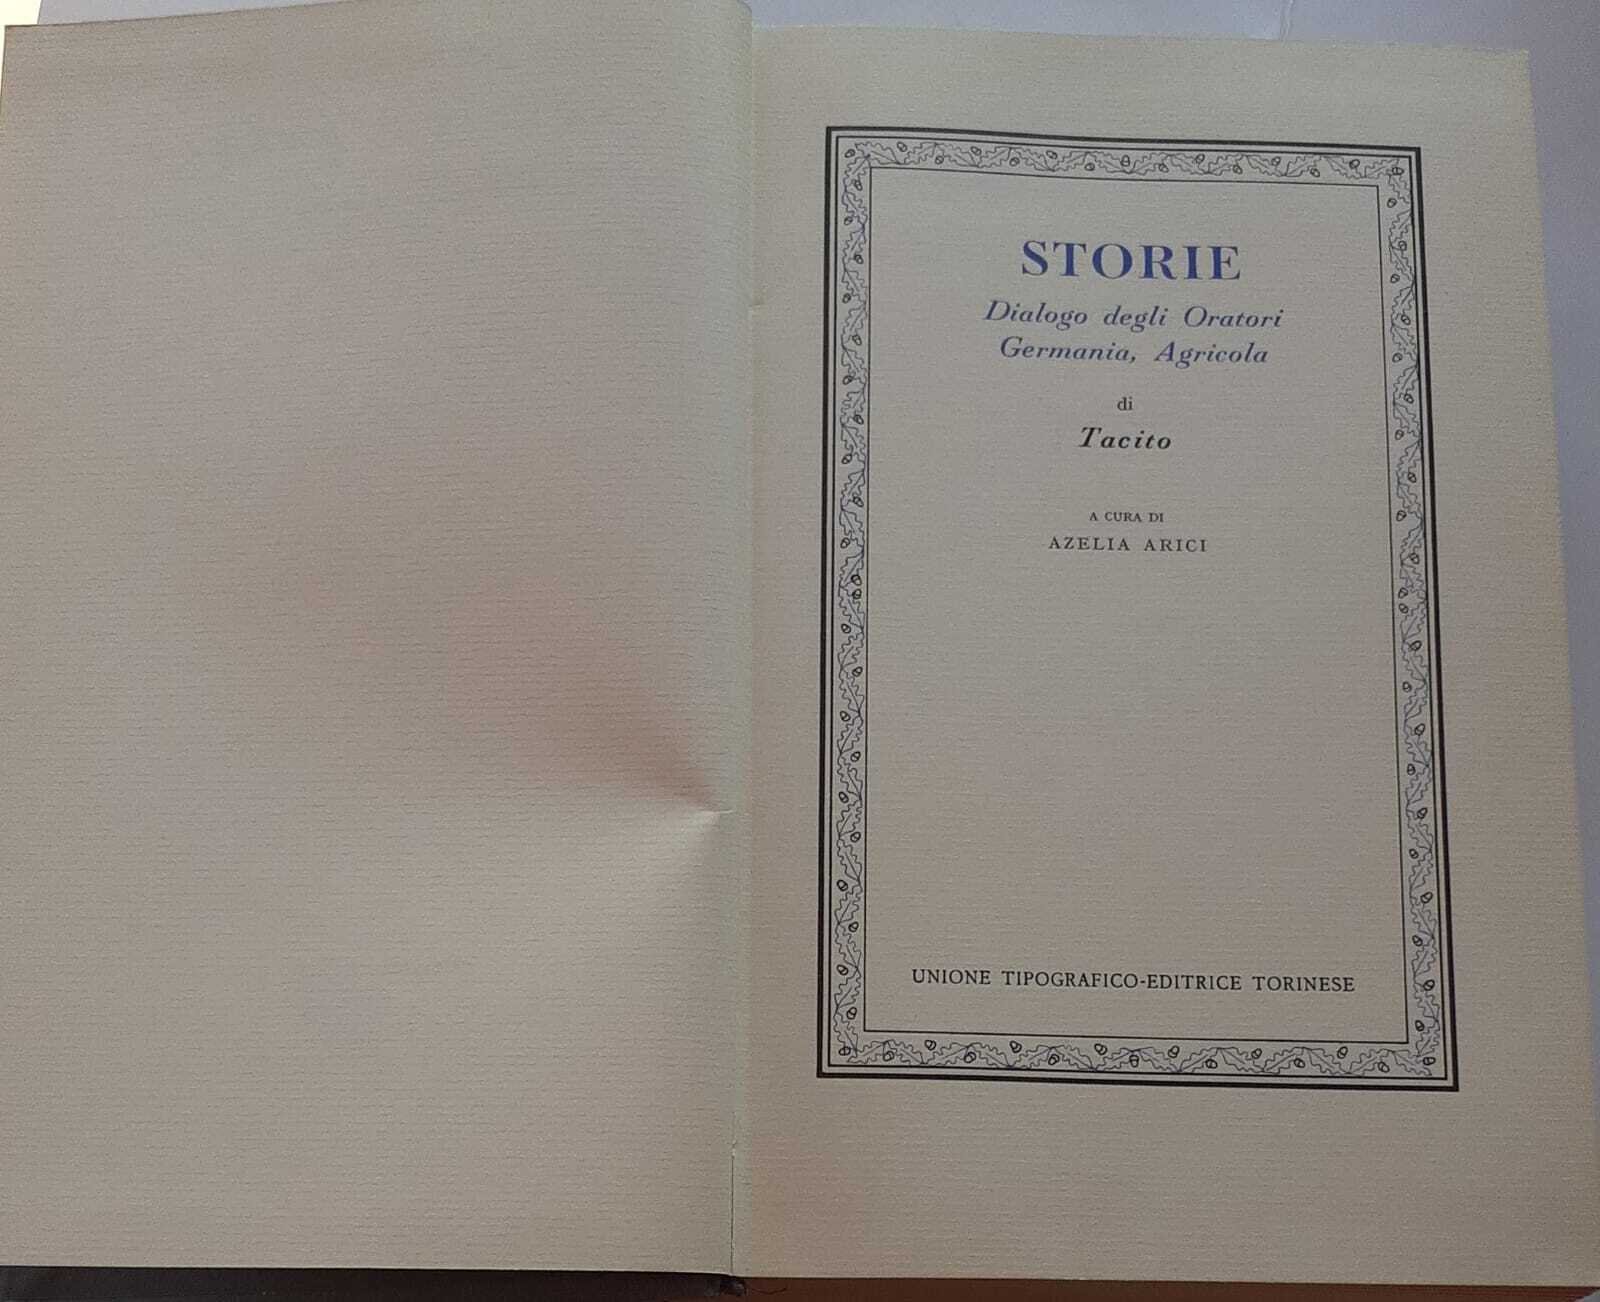 STORIE
Dialogo degli Oratori
Germania, Agricola
di
Tacito
A CURA DI
AZELIA ARICI
UNIONE TIPOGRAFICO-EDITRICE TORINESE